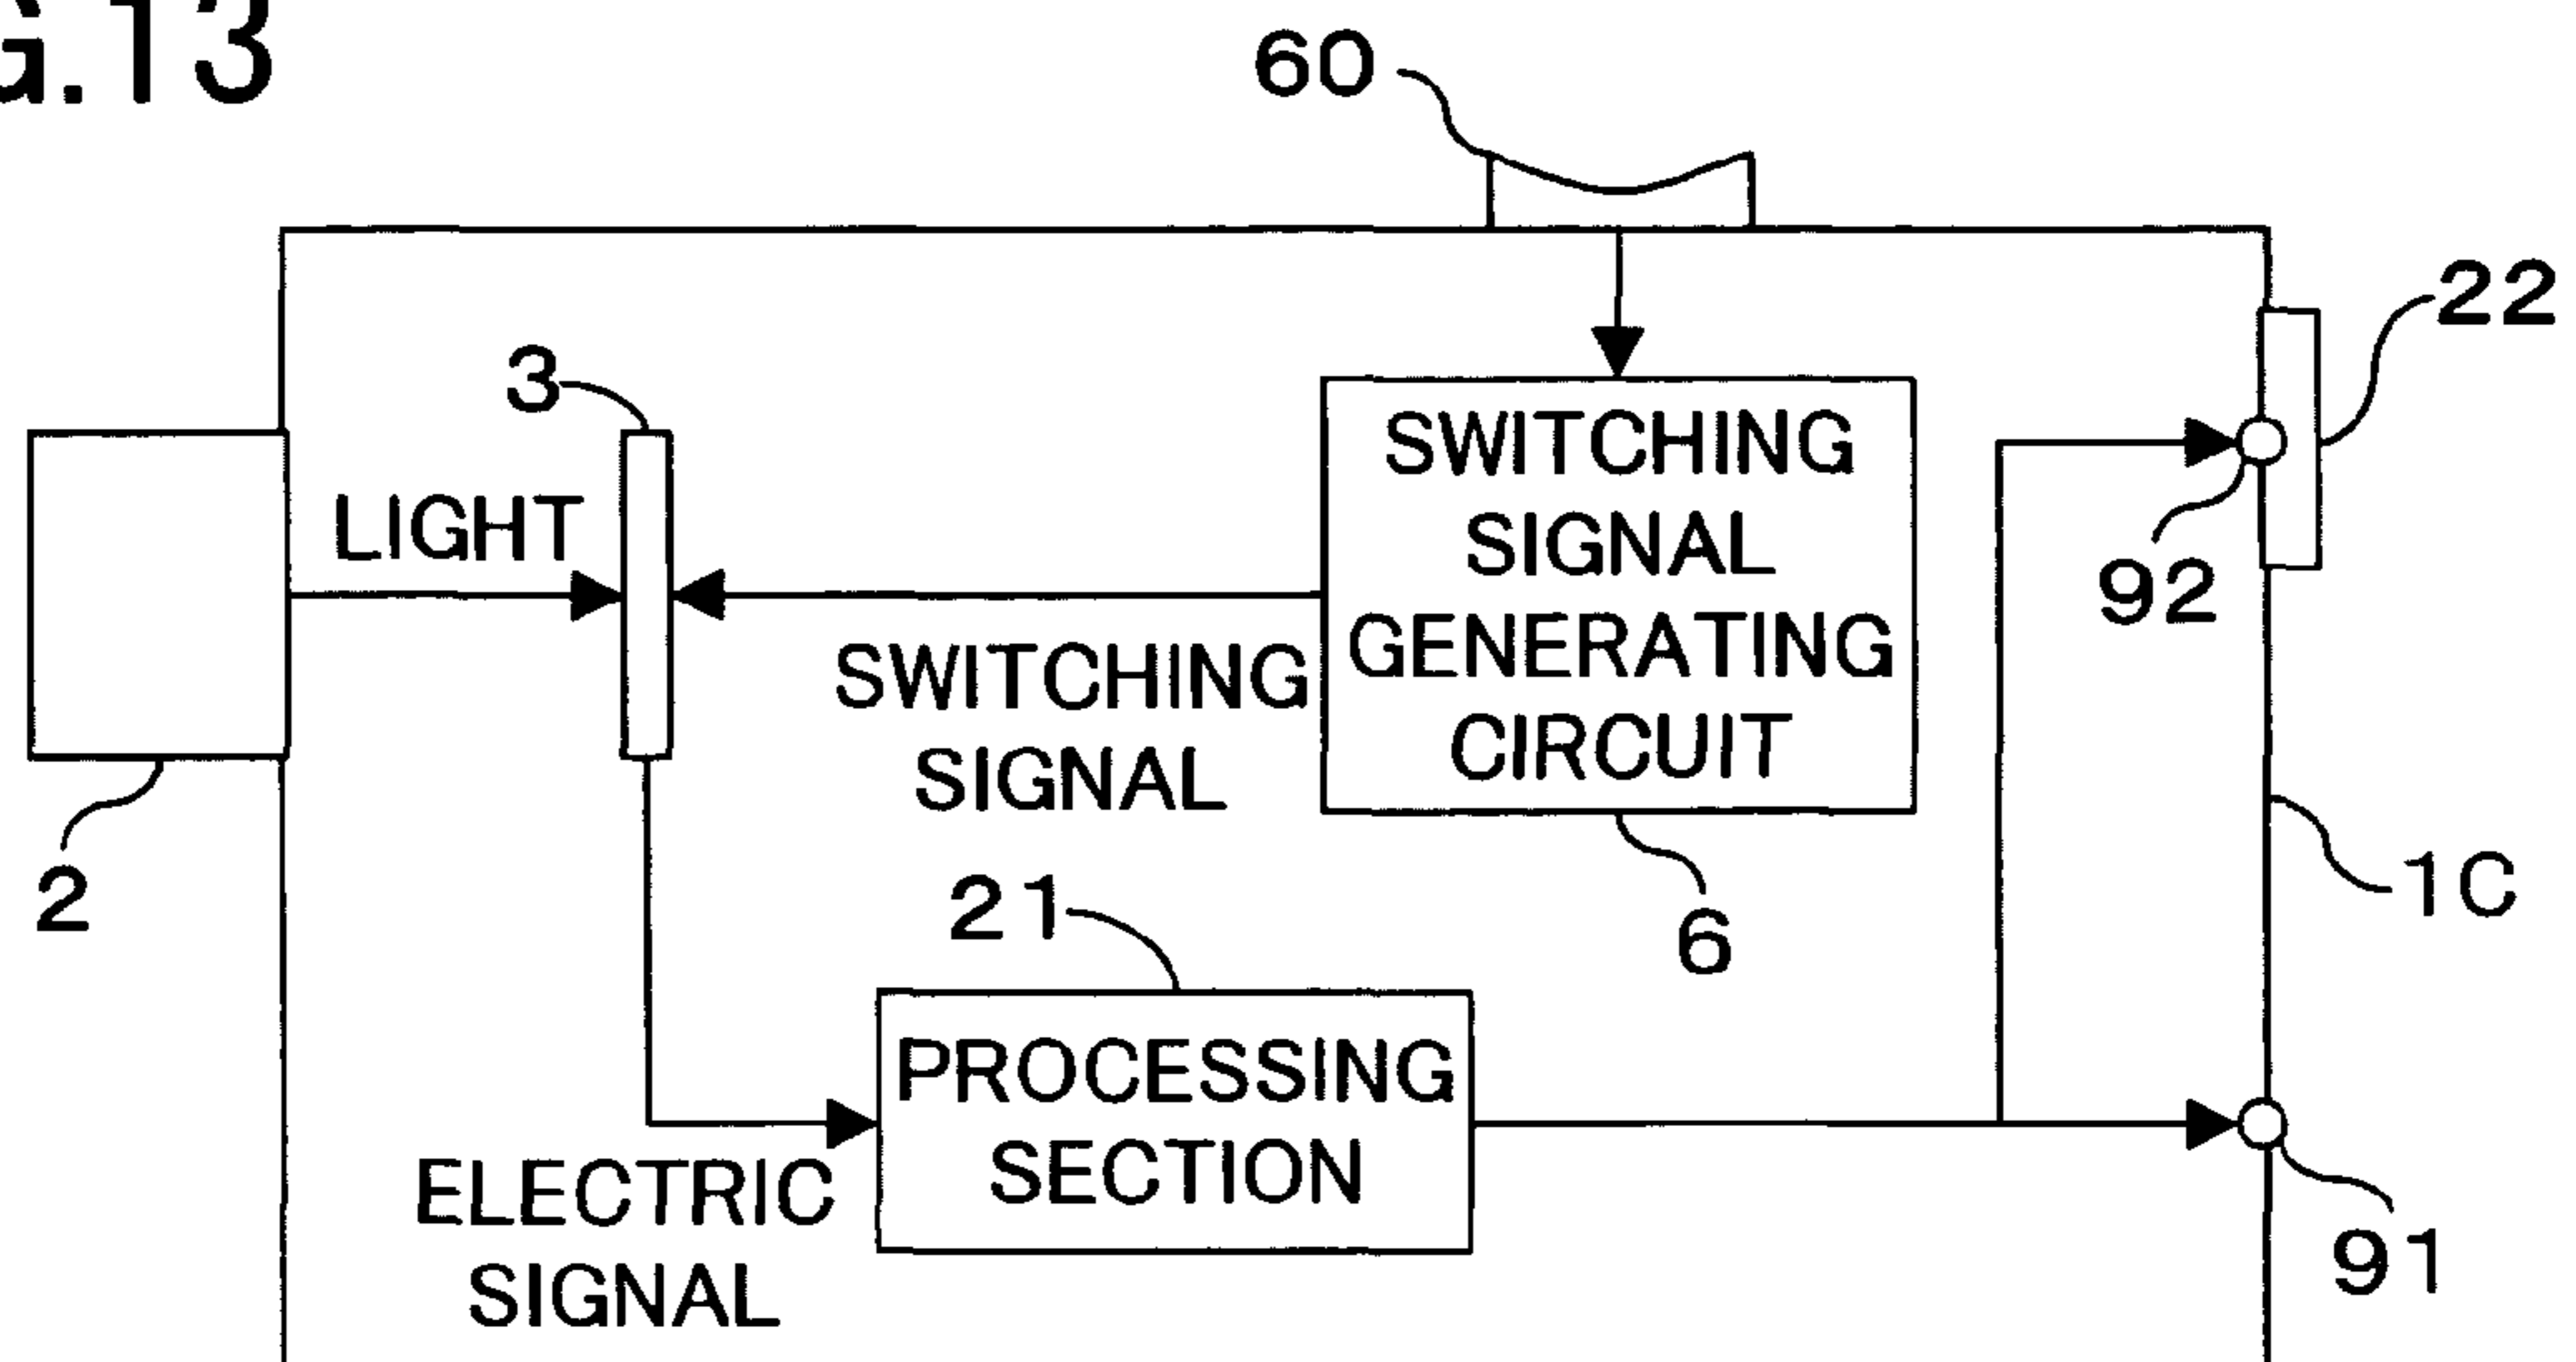 G.13
60
22
3
SWITCHING
SIGNAL
GENERATING
CIRCUIT
LIGHT
92
SWITCHING
SIGNAL
2
21
6
1C
PROCESSING
SECTION
ELECTRIC
SIGNAL
91